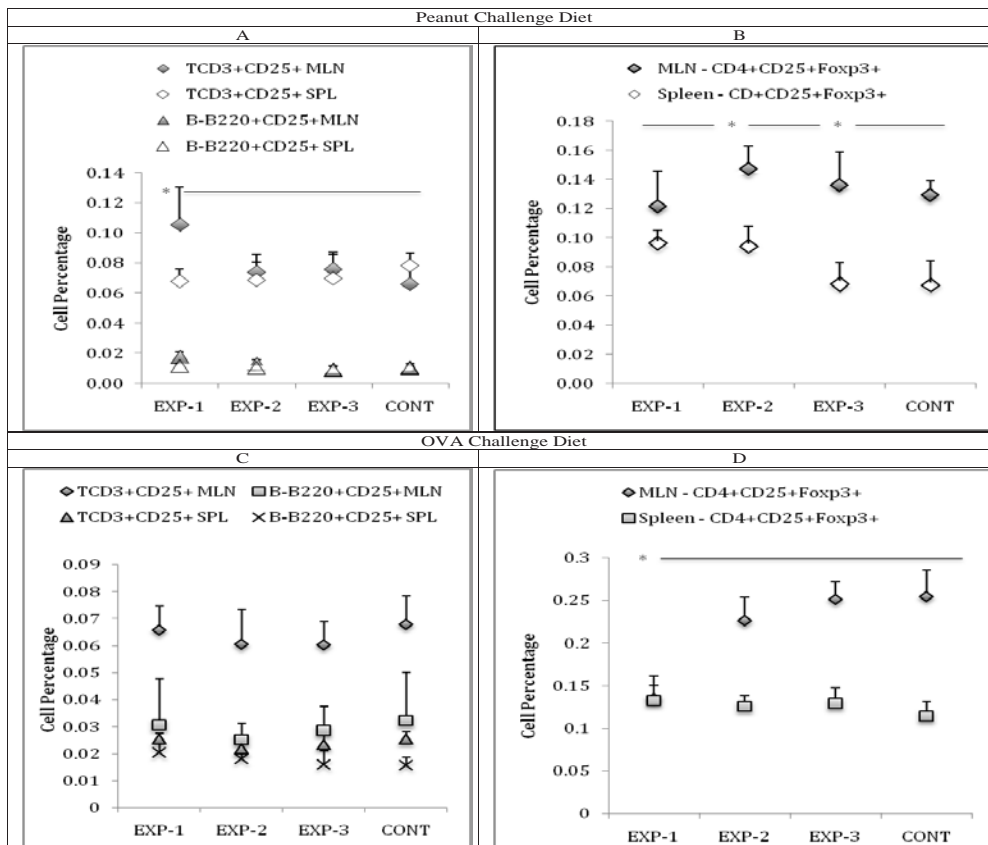 Peanut Challenge Diet
A
TCD3+CD25+ MLN
TCD3+CD25+ SPL
B-B220+CD25+MLN
B-B220+CD25+ SPL
*
0.14
0.12
0.10
0.08
0.06
0.04
0.02
0.00
Cell Percentage
EXP-1 EXP-2 EXP-3 CONT
B
MLN - CD4+CD25+Foxp3+
Spleen - CD+CD25+Foxp3+
* *
0.18
0.16
0.14
0.12
0.10
0.08
0.06
0.04
0.02
0.00
Cell Percentage
EXP-1 EXP-2 EXP-3 CONT
OVA Challenge Diet
C
TCD3+CD25+ MLN B-B220+CD25+MLN
TCD3+CD25+ SPL B-B220+CD25+ SPL
0.09
0.08
0.07
0.06
0.05
0.04
0.03
0.02
0.01
0
Cell Percentage
EXP-1 EXP-2 EXP-3 CONT
D
MLN - CD4+CD25+Foxp3+
Spleen - CD4+CD25+Foxp3+
*
0.3
0.25
0.2
0.15
0.1
0.05
0
Cell Percentage
EXP-1 EXP-2 EXP-3 CONT